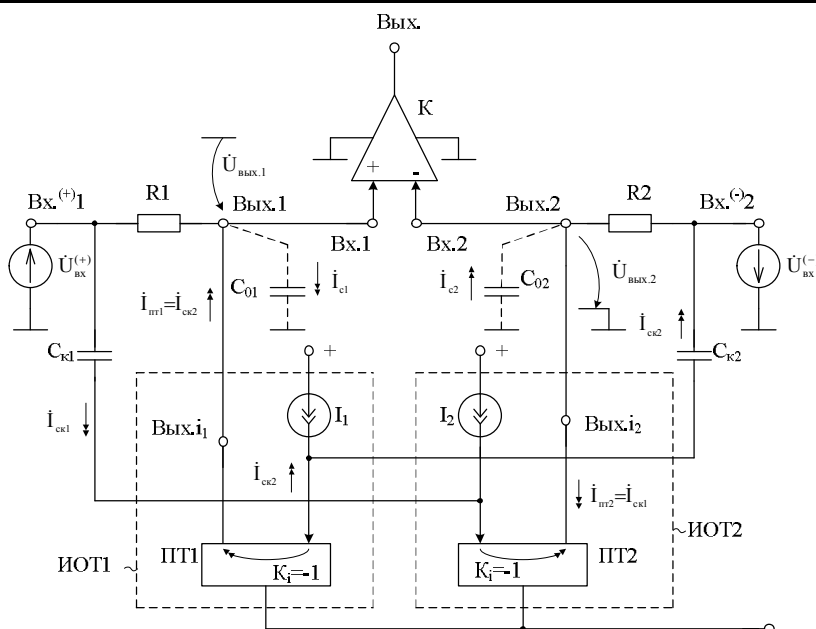 Вых.
К
+ -
U̇вых.1
R1
R2
Вх.(+)1
Вых.1
Вых.2
Вх.(-)2
Вх.1
Вх.2
U̇вх(+)
İс1
İс2
U̇вых.2
U̇вх(-
C01
C02
İпт1=İск2
İск2
Cк1
+
+
Cк2
İск1
I1
I2
Вых.i1
Вых.i2
İск2
İпт2=İск1
ИОТ1
ПТ1
ПТ2
ИОТ2
Кi=-1
Кi=-1